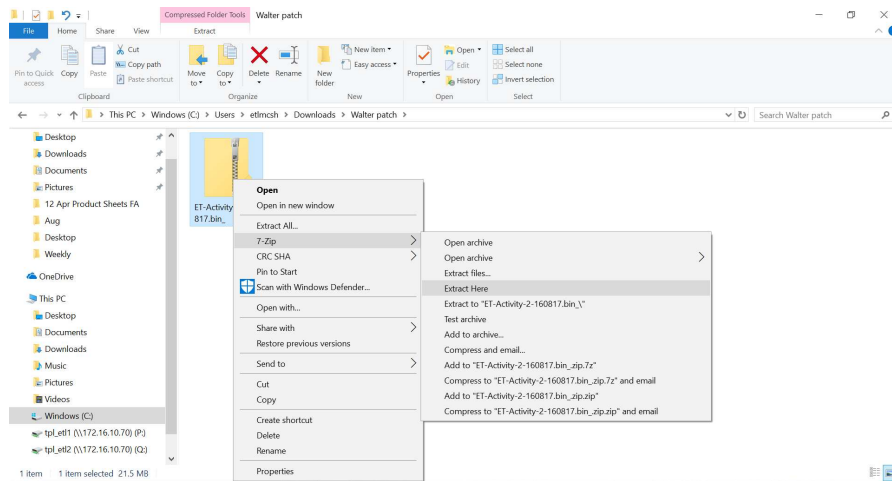 Compressed Folder Tools Walter patch
File Home Share View Extract
Pin to Quick access
Copy
Paste
Cut
Copy path
Paste shortcut
Move to
Copy to
Delete
Rename
New folder
New item
Easy access
Properties
Open
Edit
History
Select all
Select none
Invert selection
Clipboard Organize New Open Select
This PC > Windows (C:) > Users > etlmcsh > Downloads > Walter patch >
Search Walter patch
Desktop
Downloads
Documents
Pictures
12 Apr Product Sheets FA
Aug
Desktop
Weekly
OneDrive
This PC
Desktop
Documents
Downloads
Music
Pictures
Videos
Windows (C:)
tpl_etl1 (\\172.16.10.70) (P:)
tpl_etl2 (\\172.16.10.70) (Q:)
ET-Activity
817.bin_
Open
Open in new window
Extract All...
7-Zip
CRC SHA
Pin to Start
Scan with Windows Defender...
Open with...
Share with
Restore previous versions
Send to
Cut
Copy
Create shortcut
Delete
Rename
Properties
Open archive
Open archive
Extract files...
Extract Here
Extract to "ET-Activity-2-160817.bin_\"
Test archive
Add to archive...
Compress and email...
Add to "ET-Activity-2-160817.bin_.zip.7z"
Compress to "ET-Activity-2-160817.bin_.zip.7z" and email
Add to "ET-Activity-2-160817.bin_.zip.zip"
Compress to "ET-Activity-2-160817.bin_.zip.zip" and email
1 item 1 item selected 21.5 MB